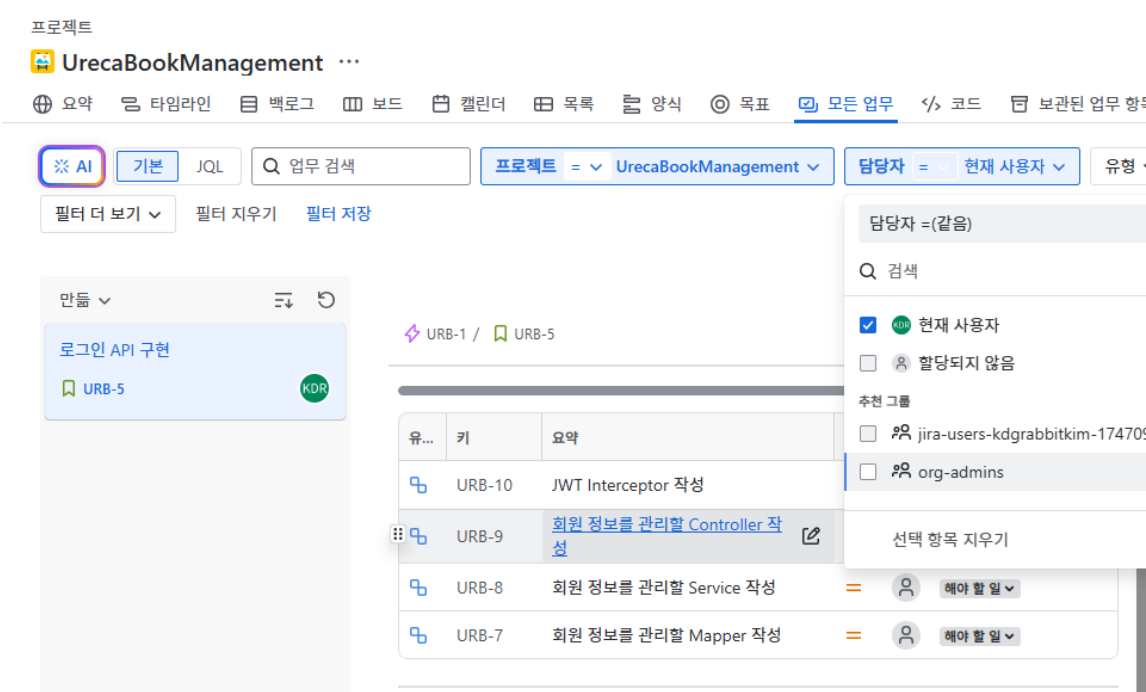 프로젝트
UrecaBookManagement ···
요약 타임라인 백로그 보드 캘린더 목록 양식 목표 모든 업무 코드 보관된 업무 항
AI 기본 JQL 업무 검색 프로젝트 = UrecaBookManagement 담당자 = 현재 사용자 유형
필터 더 보기 필터 지우기 필터 저장
담당자 =(같음)
검색
현재 사용자
할당되지 않음
추천 그룹
jira-users-kdgrabbitkim-174709
org-admins
선택 항목 지우기
만듦
로그인 API 구현
URB-5 KDR
URB-1 / URB-5
유... 키 요약
URB-10 JWT Interceptor 작성
URB-9 회원 정보를 관리할 Controller 작
성
URB-8 회원 정보를 관리할 Service 작성 해야 할 일
URB-7 회원 정보를 관리할 Mapper 작성 해야 할 일